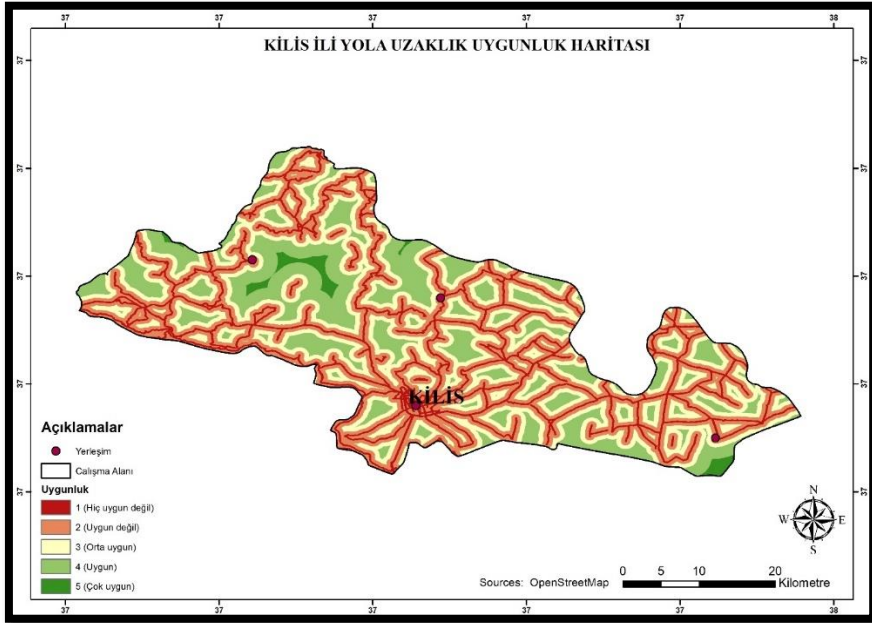 37 37 37 37 37 38
KİLİS İLİ YOLA UZAKLIK UYGUNLUK HARİTASI
37 37
37 37
37 37
KİLİS
37 37
37 37
Açıklamalar
Yerleşim
Calışma Alanı
Uygunluk
1 (Hiç uygun değil)
2 (Uygun değil)
3 (Orta uygun)
4 (Uygun)
5 (Çok uygun)
N
W E
S
Sources: OpenStreetMap
0 5 10 20
Kilometre
37 37 37 37 37 38